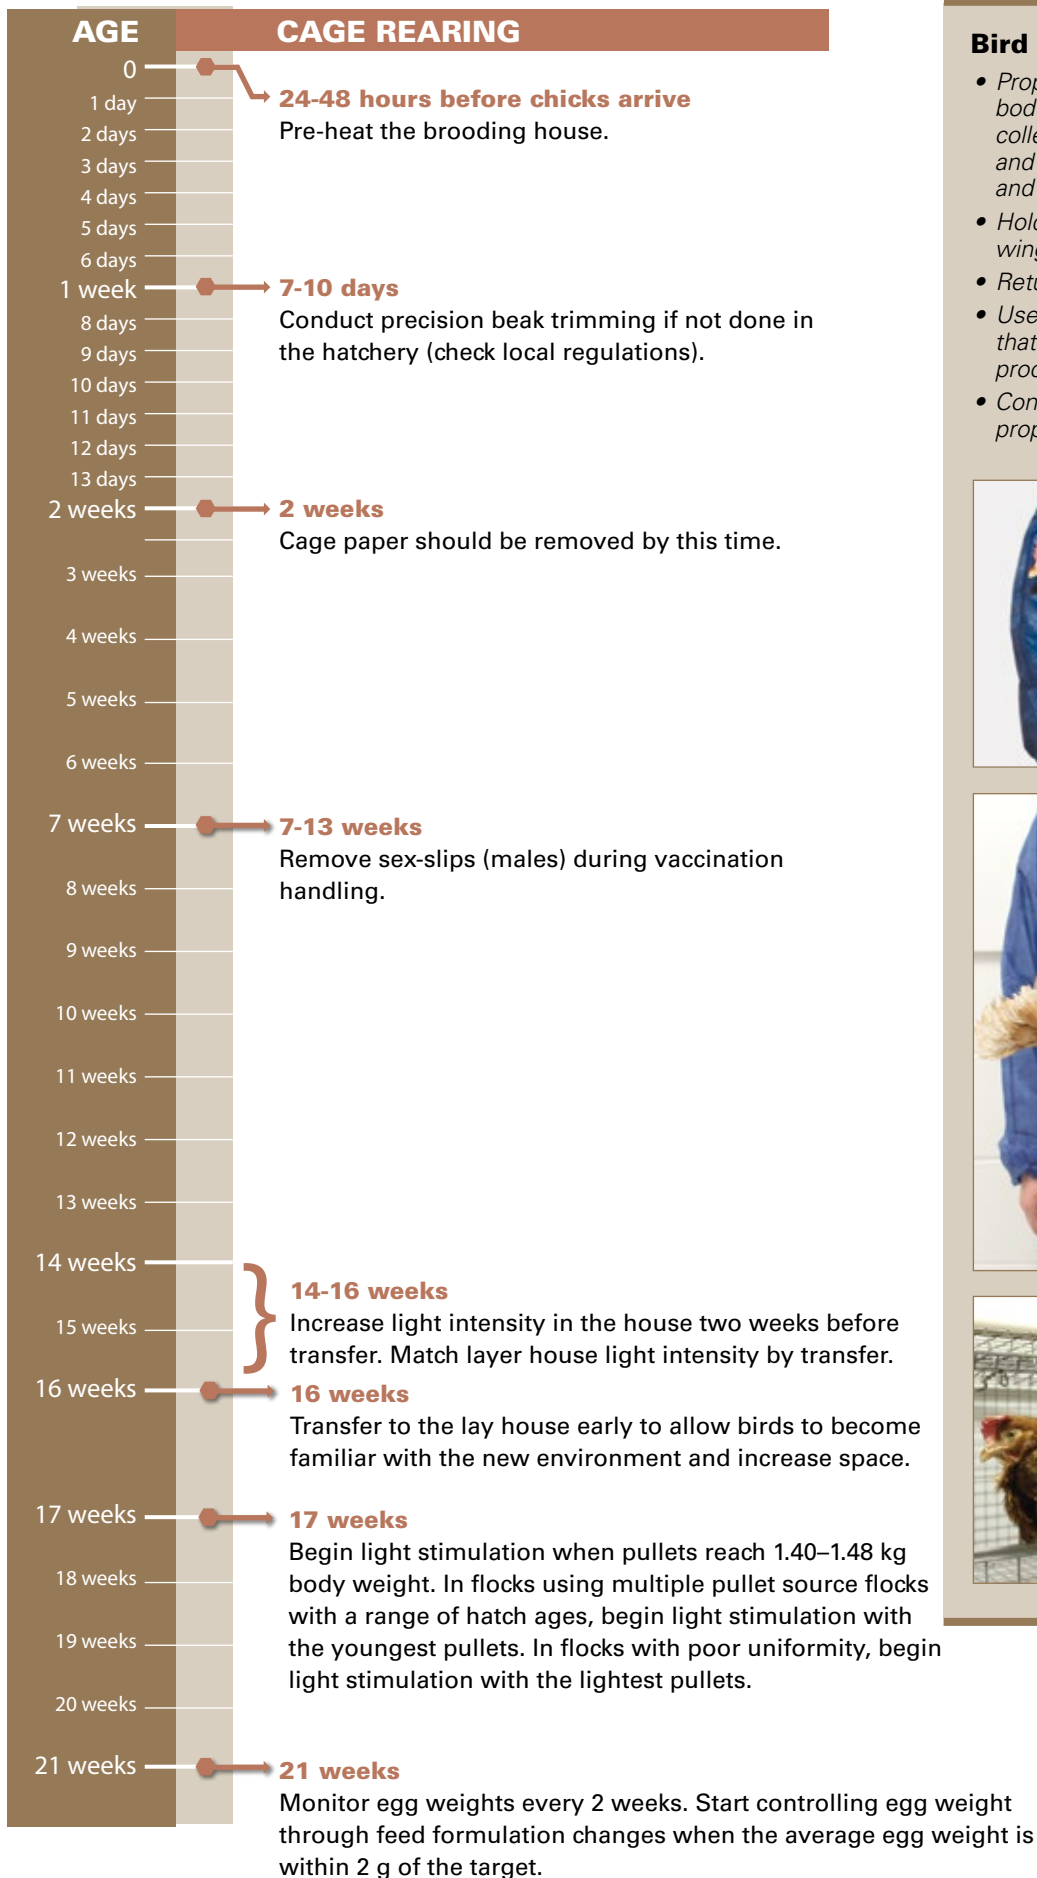 AGE
CAGE REARING
0
1 day
2 days
3 days
4 days
5 days
6 days
1 week
8 days
9 days
10 days
11 days
12 days
13 days
2 weeks
3 weeks
4 weeks
5 weeks
6 weeks
7 weeks
8 weeks
9 weeks
10 weeks
11 weeks
12 weeks
13 weeks
14 weeks
15 weeks
16 weeks
17 weeks
18 weeks
19 weeks
20 weeks
21 weeks
24-48 hours before chicks arrive
Pre-heat the brooding house.
7-10 days
Conduct precision beak trimming if not done in
the hatchery (check local regulations).
2 weeks
Cage paper should be removed by this time.
7-13 weeks
Remove sex-slips (males) during vaccination
handling.
14-16 weeks
Increase light intensity in the house two weeks before
transfer. Match layer house light intensity by transfer.
16 weeks
Transfer to the lay house early to allow birds to become
familiar with the new environment and increase space.
17 weeks
Begin light stimulation when pullets reach 1.40–1.48 kg
body weight. In flocks using multiple pullet source flocks
with a range of hatch ages, begin light stimulation with
the youngest pullets. In flocks with poor uniformity, begin
light stimulation with the lightest pullets.
21 weeks
Monitor egg weights every 2 weeks. Start controlling egg weight
through feed formulation changes when the average egg weight is
within 2 g of the target.
Bird
•
and
and
•
•
• Use
that
•